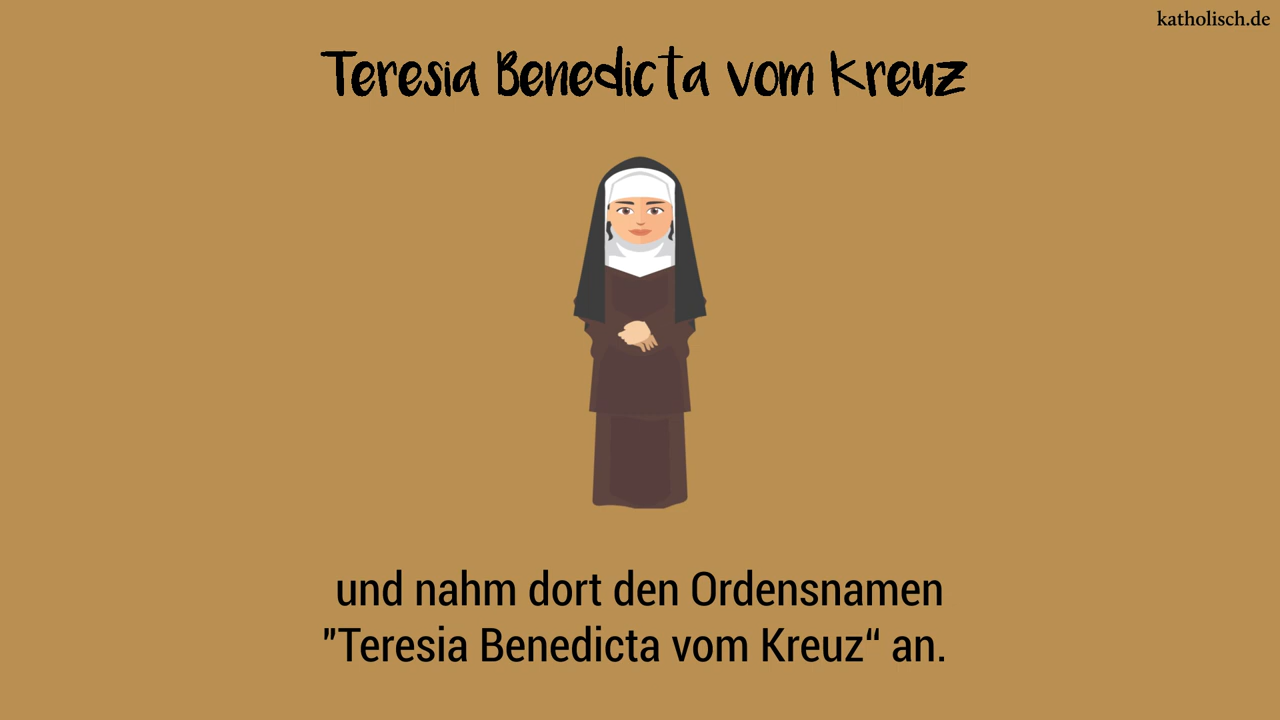 katholisch.de
Teresia Benedicta vom Kreuz
und nahm dort den Ordensnamen
"Teresia Benedicta vom Kreuz“ an.